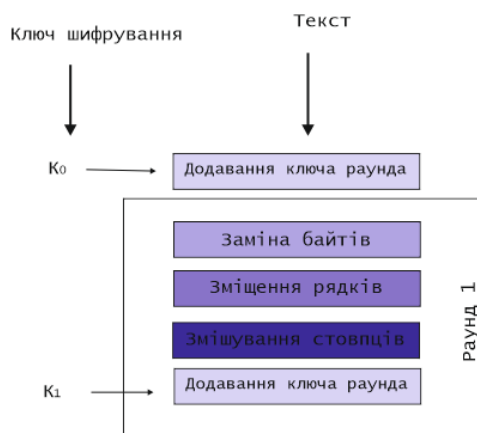 Ключ шифрування
Текст
K₀
Додавання ключа раунда
Заміна байтів
Зміщення рядків
Змішування стовпців
K₁
Додавання ключа раунда
Раунд 1